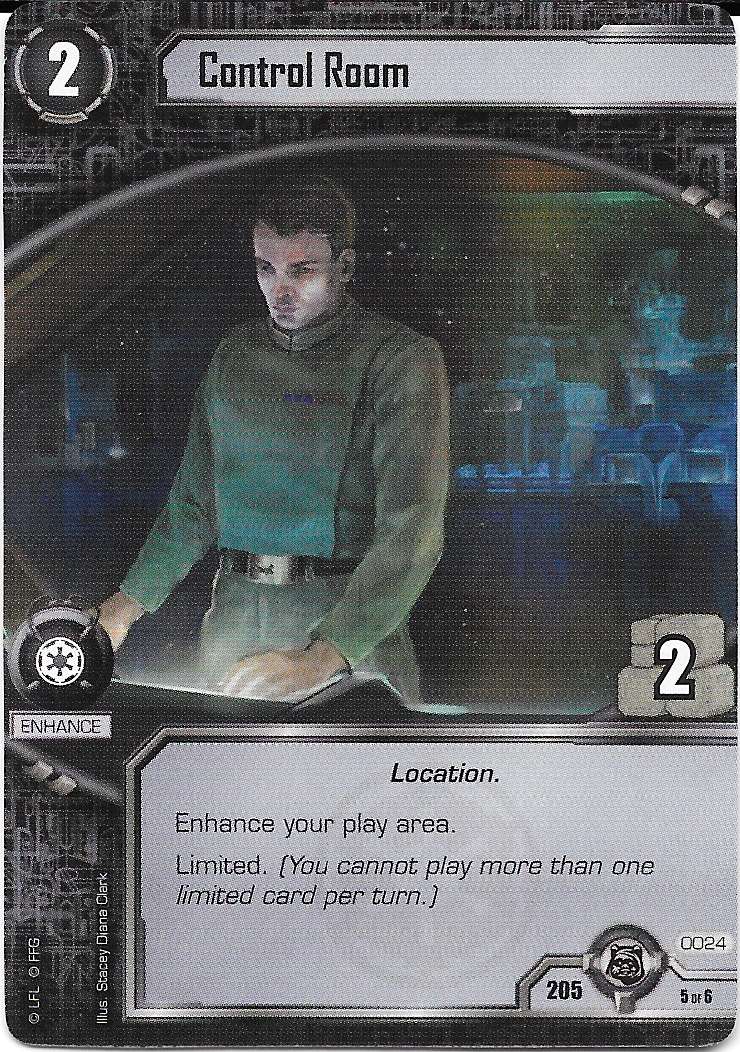 2
Control Room
2
ENHANCE
Location.
Enhance your play area.
Limited. (You cannot play more than one
limited card per turn.)
© LFL © FFG
Illus. Stacey Diana Clark
205
0024
5 OF 6